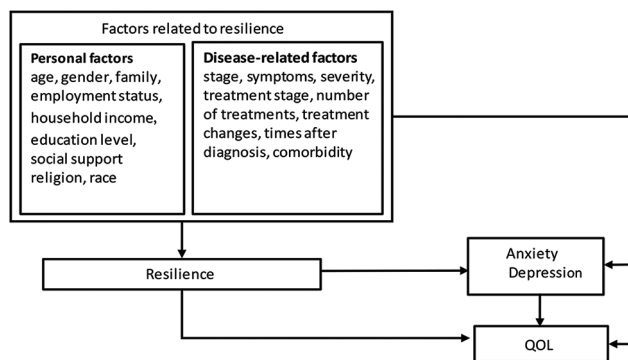 Factors related to resilience
Personal factors
age, gender, family,
employment status,
household income,
education level,
social support
religion, race
Disease-related factors
stage, symptoms, severity,
treatment stage, number
of treatments, treatment
changes, times after
diagnosis, comorbidity
Resilience
Anxiety
Depression
QOL